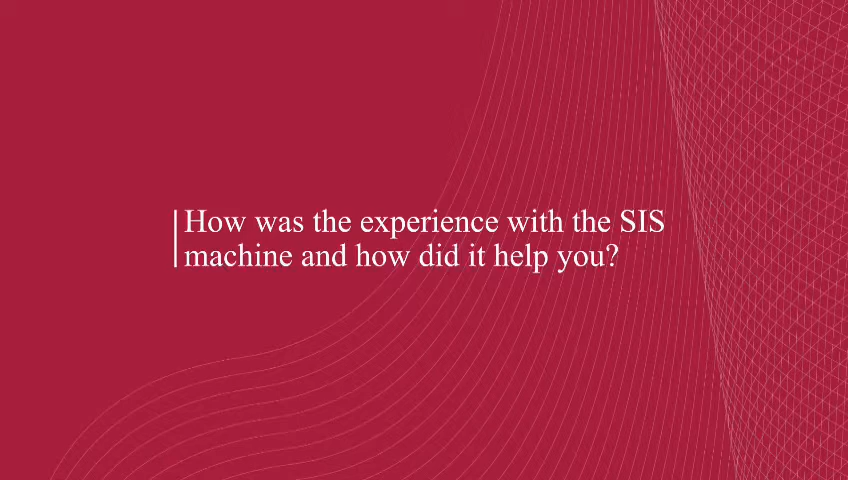 How was the experience with the SIS
machine and how did it help you?